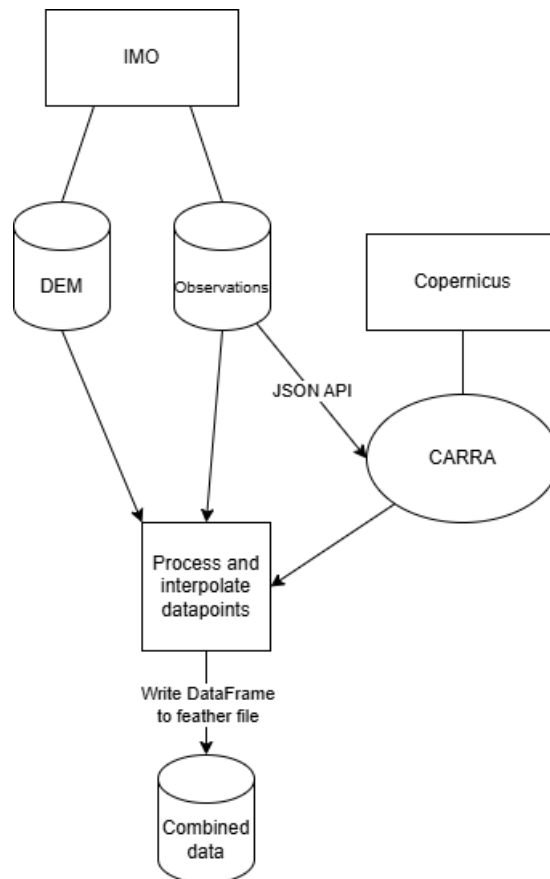 IMO
DEM
Observations
Copernicus
JSON API
CARRA
Process and
interpolate
datapoints
Write DataFrame
to feather file
Combined
data